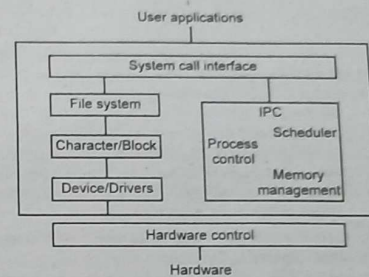 User applications
System call interface
File system
Character/Block
Device/Drivers
IPC
Scheduler
Process
control
Memory
management
Hardware control
Hardware